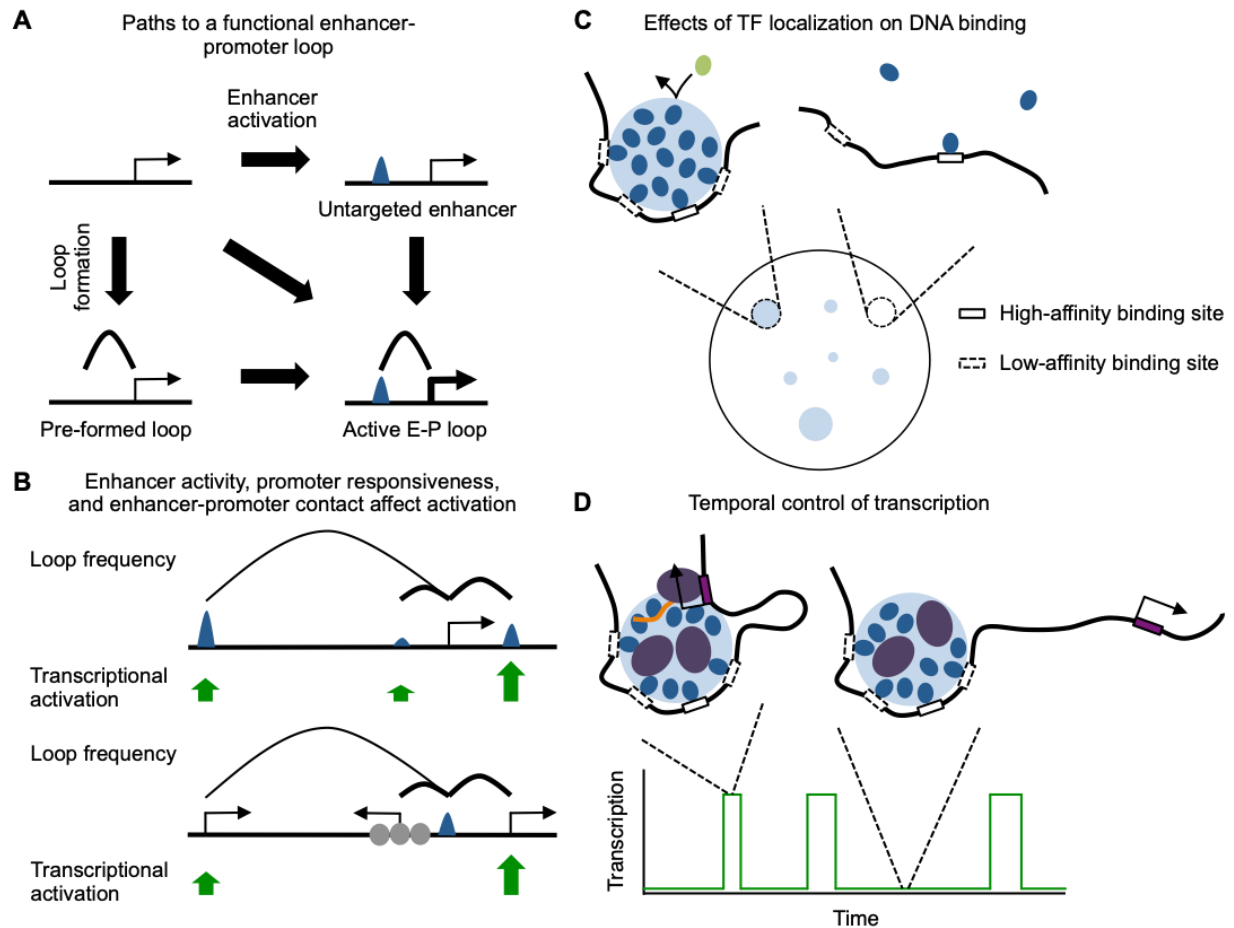 A
Paths to a functional enhancer-
promoter loop
Enhancer
activation
Untargeted enhancer
Loop
formation
Pre-formed loop
Active E-P loop
B
Enhancer activity, promoter responsiveness,
and enhancer-promoter contact affect activation
Loop frequency
Transcriptional
activation
Loop frequency
Transcriptional
activation
C
Effects of TF localization on DNA binding
High-affinity binding site
Low-affinity binding site
D
Temporal control of transcription
Transcription
Time